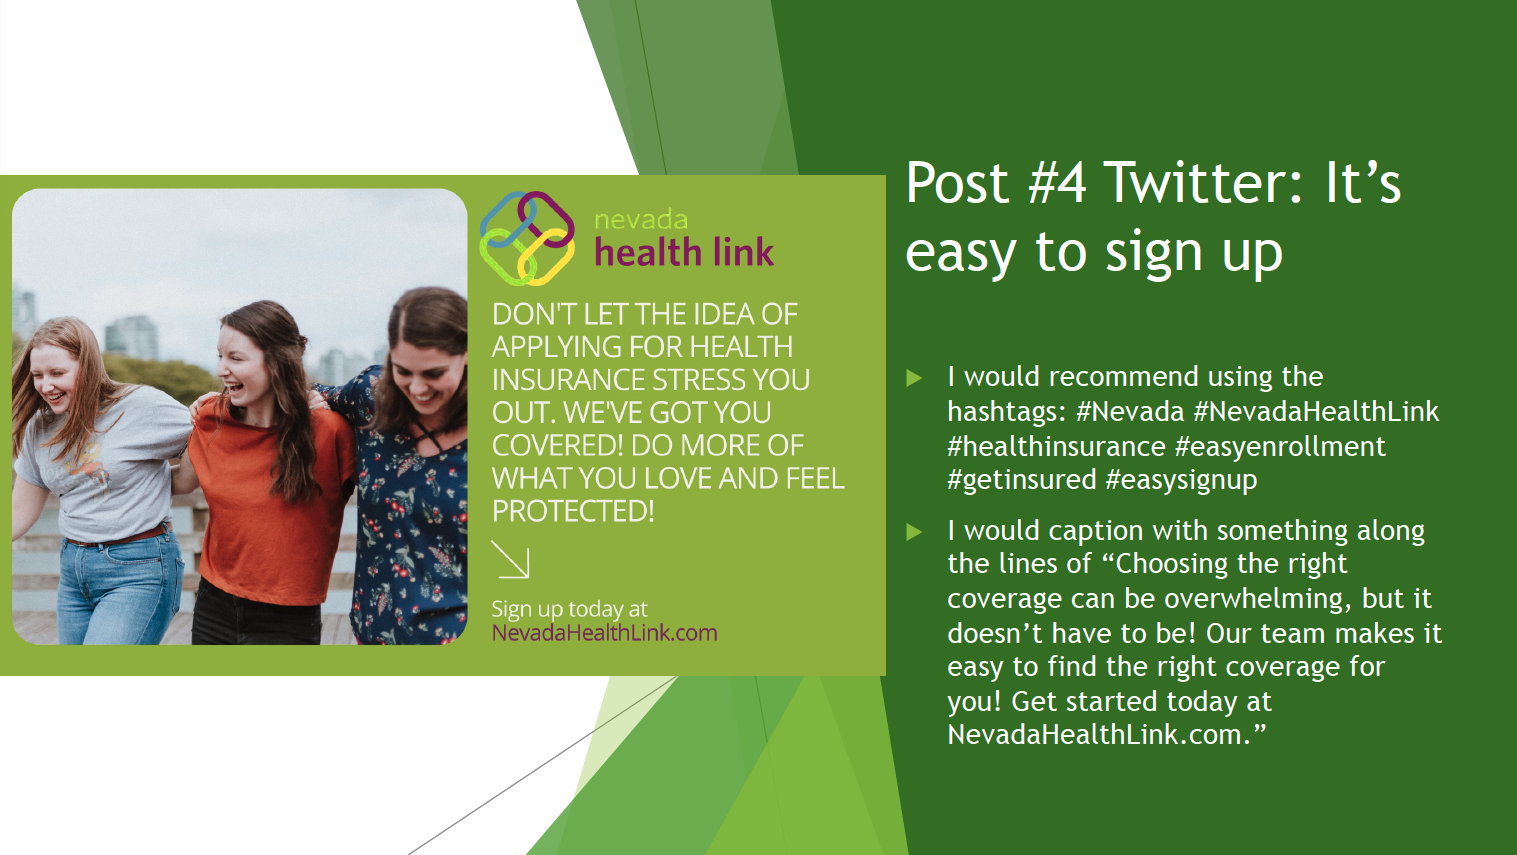 nevada
health link
DON'T LET THE IDEA OF
APPLYING FOR HEALTH
INSURANCE STRESS YOU
OUT. WE'VE GOT YOU
COVERED! DO MORE OF
WHAT YOU LOVE AND FEEL
PROTECTED!
Sign up today at
NevadaHealthLink.com
Post #4 Twitter: It’s
easy to sign up
I would recommend using the
hashtags: #Nevada #NevadaHealthLink
#healthinsurance #easyenrollment
#getinsured #easysignup
I would caption with something along
the lines of “Choosing the right
coverage can be overwhelming, but it
doesn’t have to be! Our team makes it
easy to find the right coverage for
you! Get started today at
NevadaHealthLink.com.”